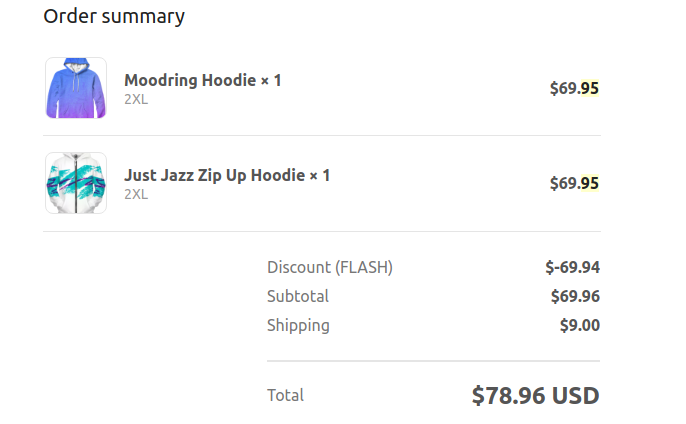 Order summary
Moodring Hoodie × 1
$69.95
2XL
Just Jazz Zip Up Hoodie × 1
$69.95
2XL
Discount (FLASH) $-69.94
Subtotal $69.96
Shipping $9.00
Total $78.96 USD